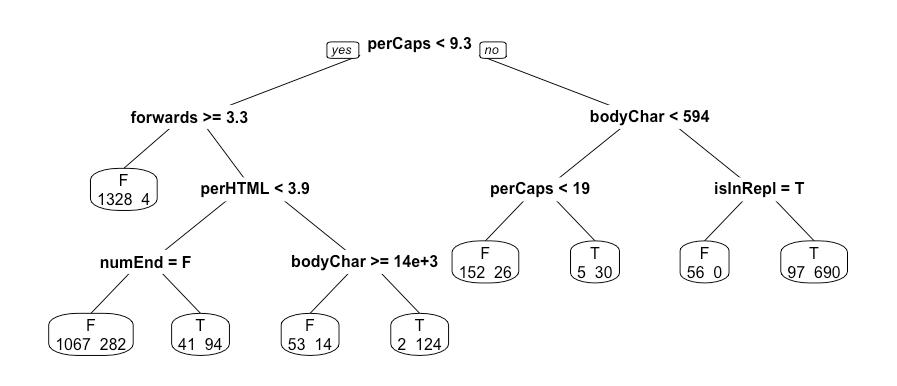 yes perCaps < 9.3 no
forwards >= 3.3 bodyChar < 594
F
1328 4
perHTML < 3.9 perCaps < 19 isInRepl = T
numEnd = F bodyChar >= 14e+3
F T F T
152 26 5 30 56 0 97 690
F T F T
1067 282 41 94 53 14 2 124